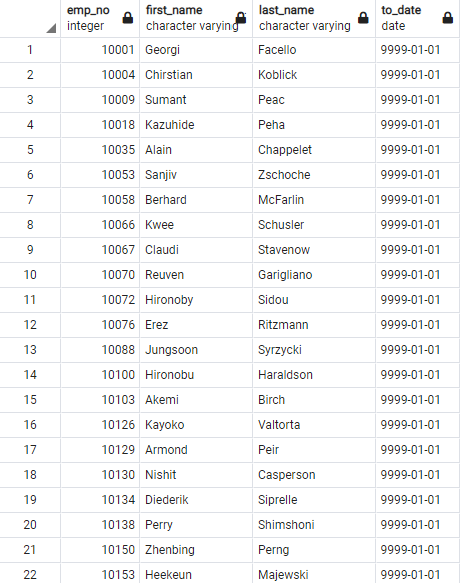 emp_no first_name last_name to_date
integer character varying character varying date
1 10001 Georgi Facello 9999-01-01
2 10004 Chirstian Koblick 9999-01-01
3 10009 Sumant Peac 9999-01-01
4 10018 Kazuhide Peha 9999-01-01
5 10035 Alain Chappelet 9999-01-01
6 10053 Sanjiv Zschoche 9999-01-01
7 10058 Berhard McFarlin 9999-01-01
8 10066 Kwee Schusler 9999-01-01
9 10067 Claudi Stavenow 9999-01-01
10 10070 Reuven Garigliano 9999-01-01
11 10072 Hironoby Sidou 9999-01-01
12 10076 Erez Ritzmann 9999-01-01
13 10088 Jungsoon Syrzycki 9999-01-01
14 10100 Hironobu Haraldson 9999-01-01
15 10103 Akemi Birch 9999-01-01
16 10126 Kayoko Valtorta 9999-01-01
17 10129 Armond Peir 9999-01-01
18 10130 Nishit Casperson 9999-01-01
19 10134 Diederik Siprelle 9999-01-01
20 10138 Perry Shimshoni 9999-01-01
21 10150 Zhenbing Perng 9999-01-01
22 10153 Heekeun Majewski 9999-01-01